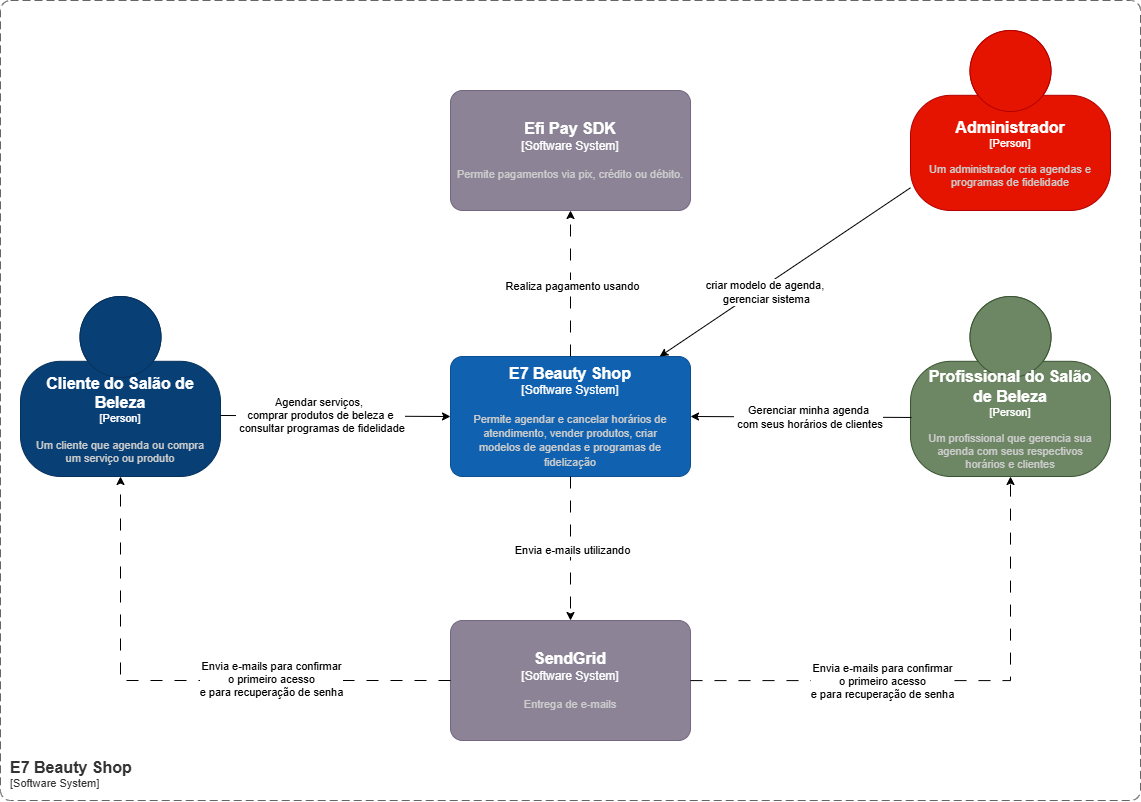 Administrador
[Person]
Um administrador cria agendas e
programas de fidelidade
Efi Pay SDK
[Software System]
Permite pagamentos via pix, crédito ou débito.
Realiza pagamento usando
criar modelo de agenda,
gerenciar sistema
Cliente do Salão de
Beleza
[Person]
Um cliente que agenda ou compra
um serviço ou produto
Agendar serviços,
comprar produtos de beleza e
consultar programas de fidelidade
E7 Beauty Shop
[Software System]
Permite agendar e cancelar horários de
atendimento, vender produtos, criar
modelos de agendas e programas de
fidelização
Gerenciar minha agenda
com seus horários de clientes
Profissional do Salão
de Beleza
[Person]
Um profissional que gerencia sua
agenda com seus respectivos
horários e clientes
Envia e-mails utilizando
Envia e-mails para confirmar
o primeiro acesso
e para recuperação de senha
SendGrid
[Software System]
Entrega de e-mails
Envia e-mails para confirmar
o primeiro acesso
e para recuperação de senha
E7 Beauty Shop
[Software System]